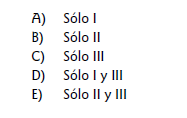 A) Sólo I
B) Sólo II
C) Sólo III
D) Sólo I y III
E) Sólo II y III